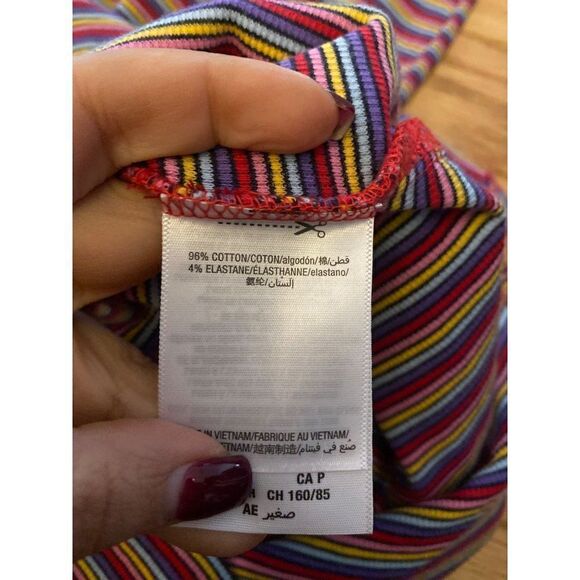 96% COTTON/COTON/algodón/棉/قطن
4% ELASTANE/ÉLASTHANNE/elastano/
氨纶/إلستان
IN VIETNAM/FABRIQUE AU VIETNAM/
VIETNAM/越南制造/صنع في فيتنام
CA P
CH 160/85
AE صغير